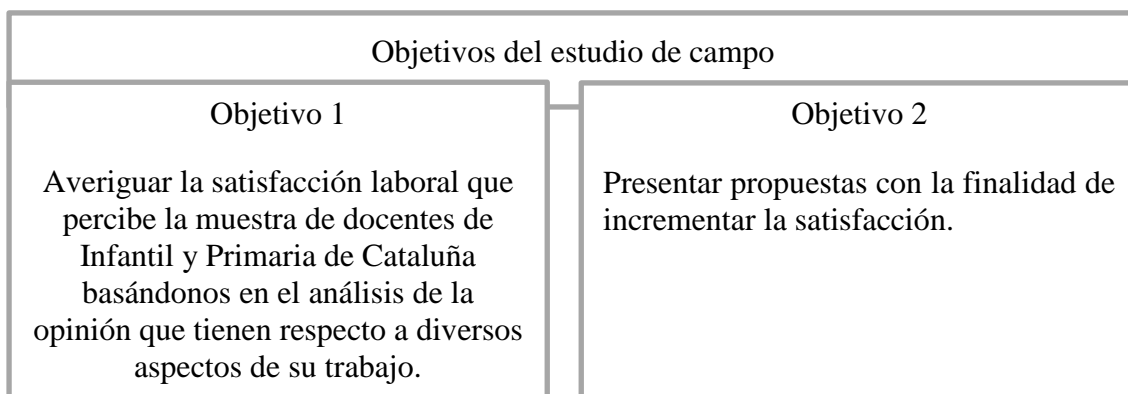 Objetivos del estudio de campo
Objetivo 1
Averiguar la satisfacción laboral que
percibe la muestra de docentes de
Infantil y Primaria de Cataluña
basándonos en el análisis de la
opinión que tienen respecto a diversos
aspectos de su trabajo.
Objetivo 2
Presentar propuestas con la finalidad de
incrementar la satisfacción.